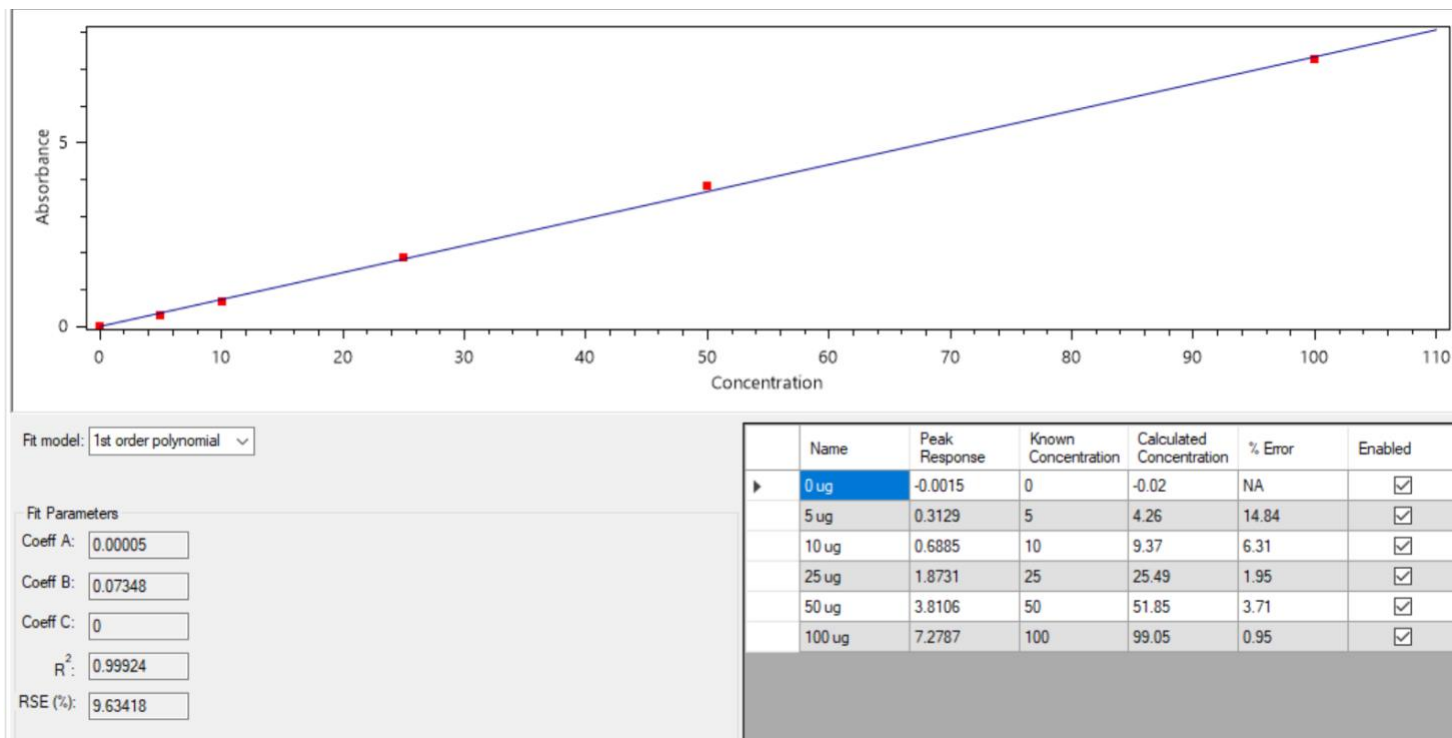 Absorbance
5
0
0 10 20 30 40 50 60 70 80 90 100 110
Concentration
Fit model: 1st order polynomial
Fit Parameters
Coeff A: 0.00005
Coeff B: 0.07348
Coeff C: 0
R²: 0.99924
RSE (%): 9.63418
Name Peak Response Known Concentration Calculated Concentration % Error Enabled
0 ug -0.0015 0 -0.02 NA
5 ug 0.3129 5 4.26 14.84
10 ug 0.6885 10 9.37 6.31
25 ug 1.8731 25 25.49 1.95
50 ug 3.8106 50 51.85 3.71
100 ug 7.2787 100 99.05 0.95